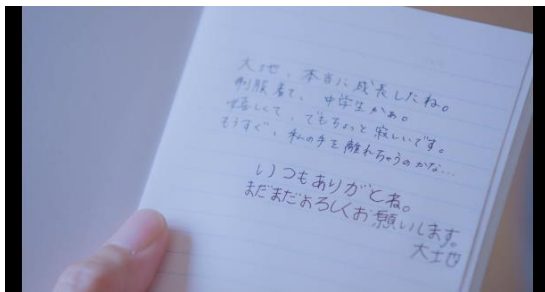 大地、本当に成長したね。
制服着て、中学生かぁ。
嬉しくて、でもちょっと寂しいです。
もうすぐ、私の手を離れちゃうのかな…
いつもありがとね。
まだまだよろしくお願いします。
大地